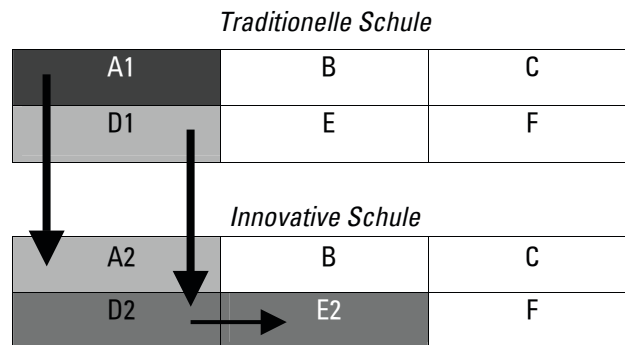 Traditionelle Schule
A1 B C
D1 E F
Innovative Schule
A2 B C
D2 E2 F